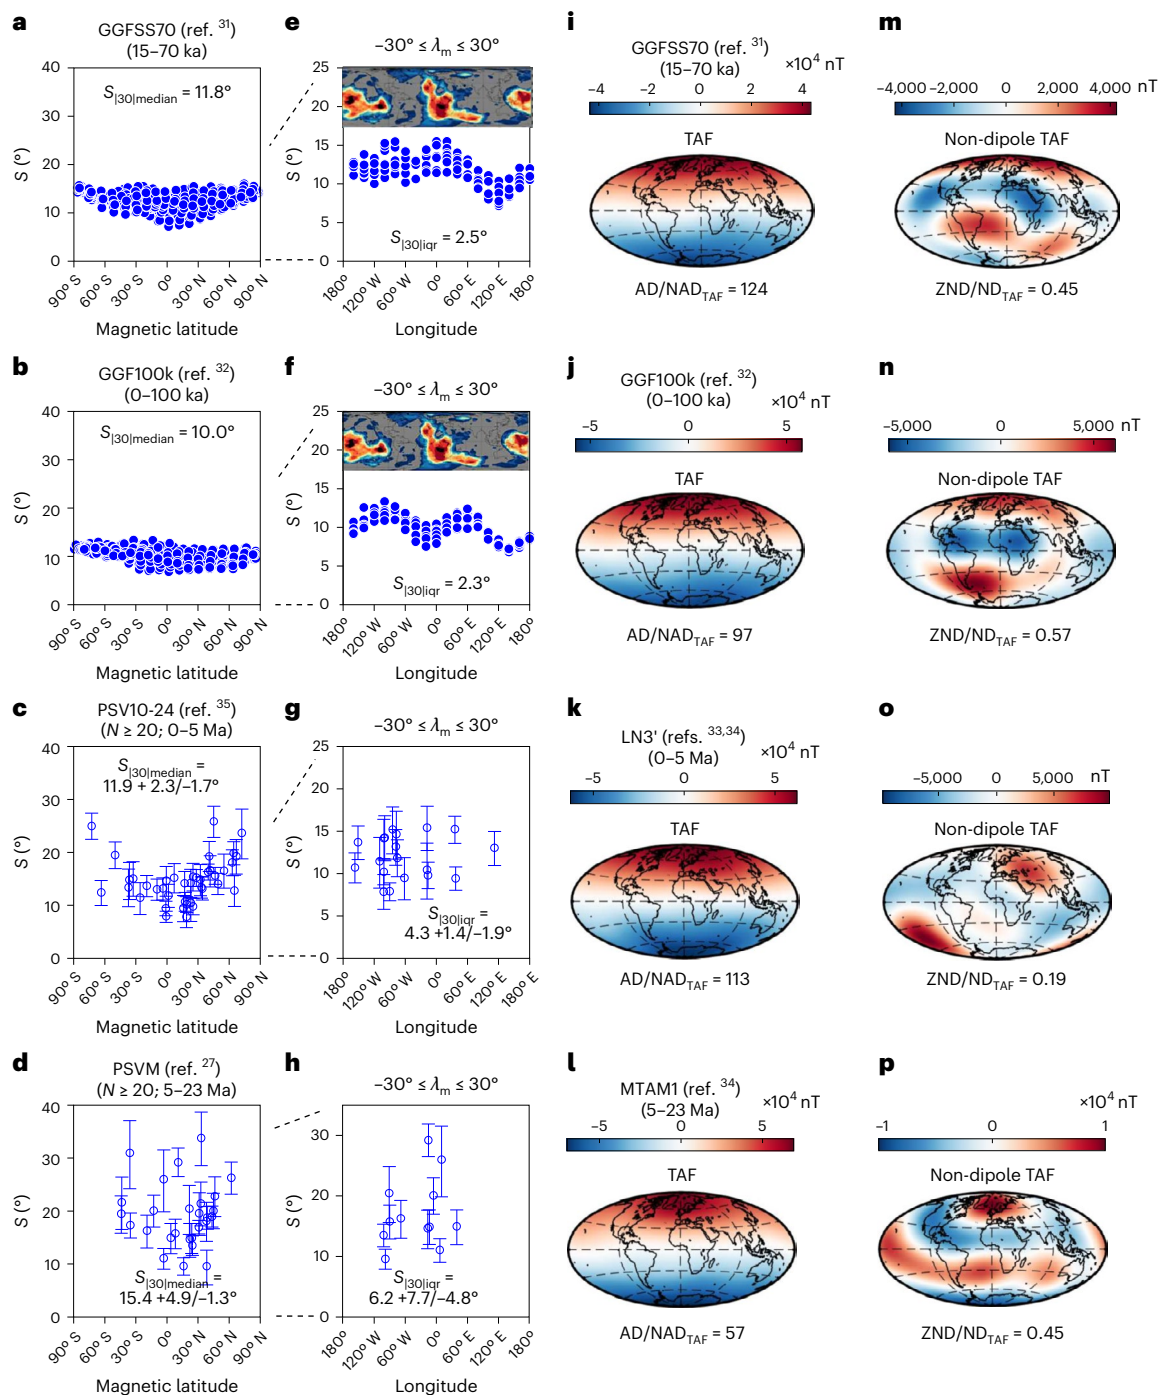 a
GGFSS70 (ref. 31)
(15–70 ka)
S|30|median = 11.8°
40
30
20
10
0
S (°)
90° S
60° S
30° S
0°
30° N
60° N
90° N
Magnetic latitude
e
–30° ≤ λm ≤ 30°
25
20
15
10
5
0
S (°)
S|30|iqr = 2.5°
180°
120° W
60° W
0°
60° E
120° E
180°
Longitude
i
GGFSS70 (ref. 31)
(15–70 ka)
×10⁴ nT
–4
–2
0
2
4
TAF
AD/NADTAF = 124
m
–4,000
–2,000
0
2,000
4,000
nT
Non-dipole TAF
ZND/NDTAF = 0.45
b
GGF100k (ref. 32)
(0–100 ka)
S|30|median = 10.0°
40
30
20
10
0
S (°)
90° S
60° S
30° S
0°
30° N
60° N
90° N
Magnetic latitude
f
–30° ≤ λm ≤ 30°
25
20
15
10
5
0
S (°)
S|30|iqr = 2.3°
180°
120° W
60° W
0°
60° E
120° E
180°
Longitude
j
GGF100k (ref. 32)
(0–100 ka)
×10⁴ nT
–5
0
5
TAF
AD/NADTAF = 97
n
–5,000
0
5,000
nT
Non-dipole TAF
ZND/NDTAF = 0.57
c
PSV10-24 (ref. 35)
(N ≥ 20; 0–5 Ma)
S|30|median =
11.9 + 2.3/–1.7°
40
30
20
10
0
S (°)
90° S
60° S
30° S
0°
30° N
60° N
90° N
Magnetic latitude
g
–30° ≤ λm ≤ 30°
25
20
15
10
5
0
S (°)
S|30|iqr =
4.3 +1.4/–1.9°
180°
120° W
60° W
0°
60° E
120° E
180° E
Longitude
k
LN3' (refs. 33,34)
(0–5 Ma)
×10⁴ nT
–5
0
5
TAF
AD/NADTAF = 113
o
–5,000
0
5,000
nT
Non-dipole TAF
ZND/NDTAF = 0.19
d
PSVM (ref. 27)
(N ≥ 20; 5–23 Ma)
40
30
20
10
0
S (°)
S|30|median =
15.4 +4.9/–1.3°
90° S
60° S
30° S
0°
30° N
60° N
90° N
Magnetic latitude
h
–30° ≤ λm ≤ 30°
30
20
10
0
S (°)
S|30|iqr =
6.2 +7.7/–4.8°
180°
120° W
60° W
0°
60° E
120° E
180°
Longitude
l
MTAM1 (ref. 34)
(5–23 Ma)
×10⁴ nT
–5
0
5
TAF
AD/NADTAF = 57
p
×10⁴ nT
–1
0
1
Non-dipole TAF
ZND/NDTAF = 0.45